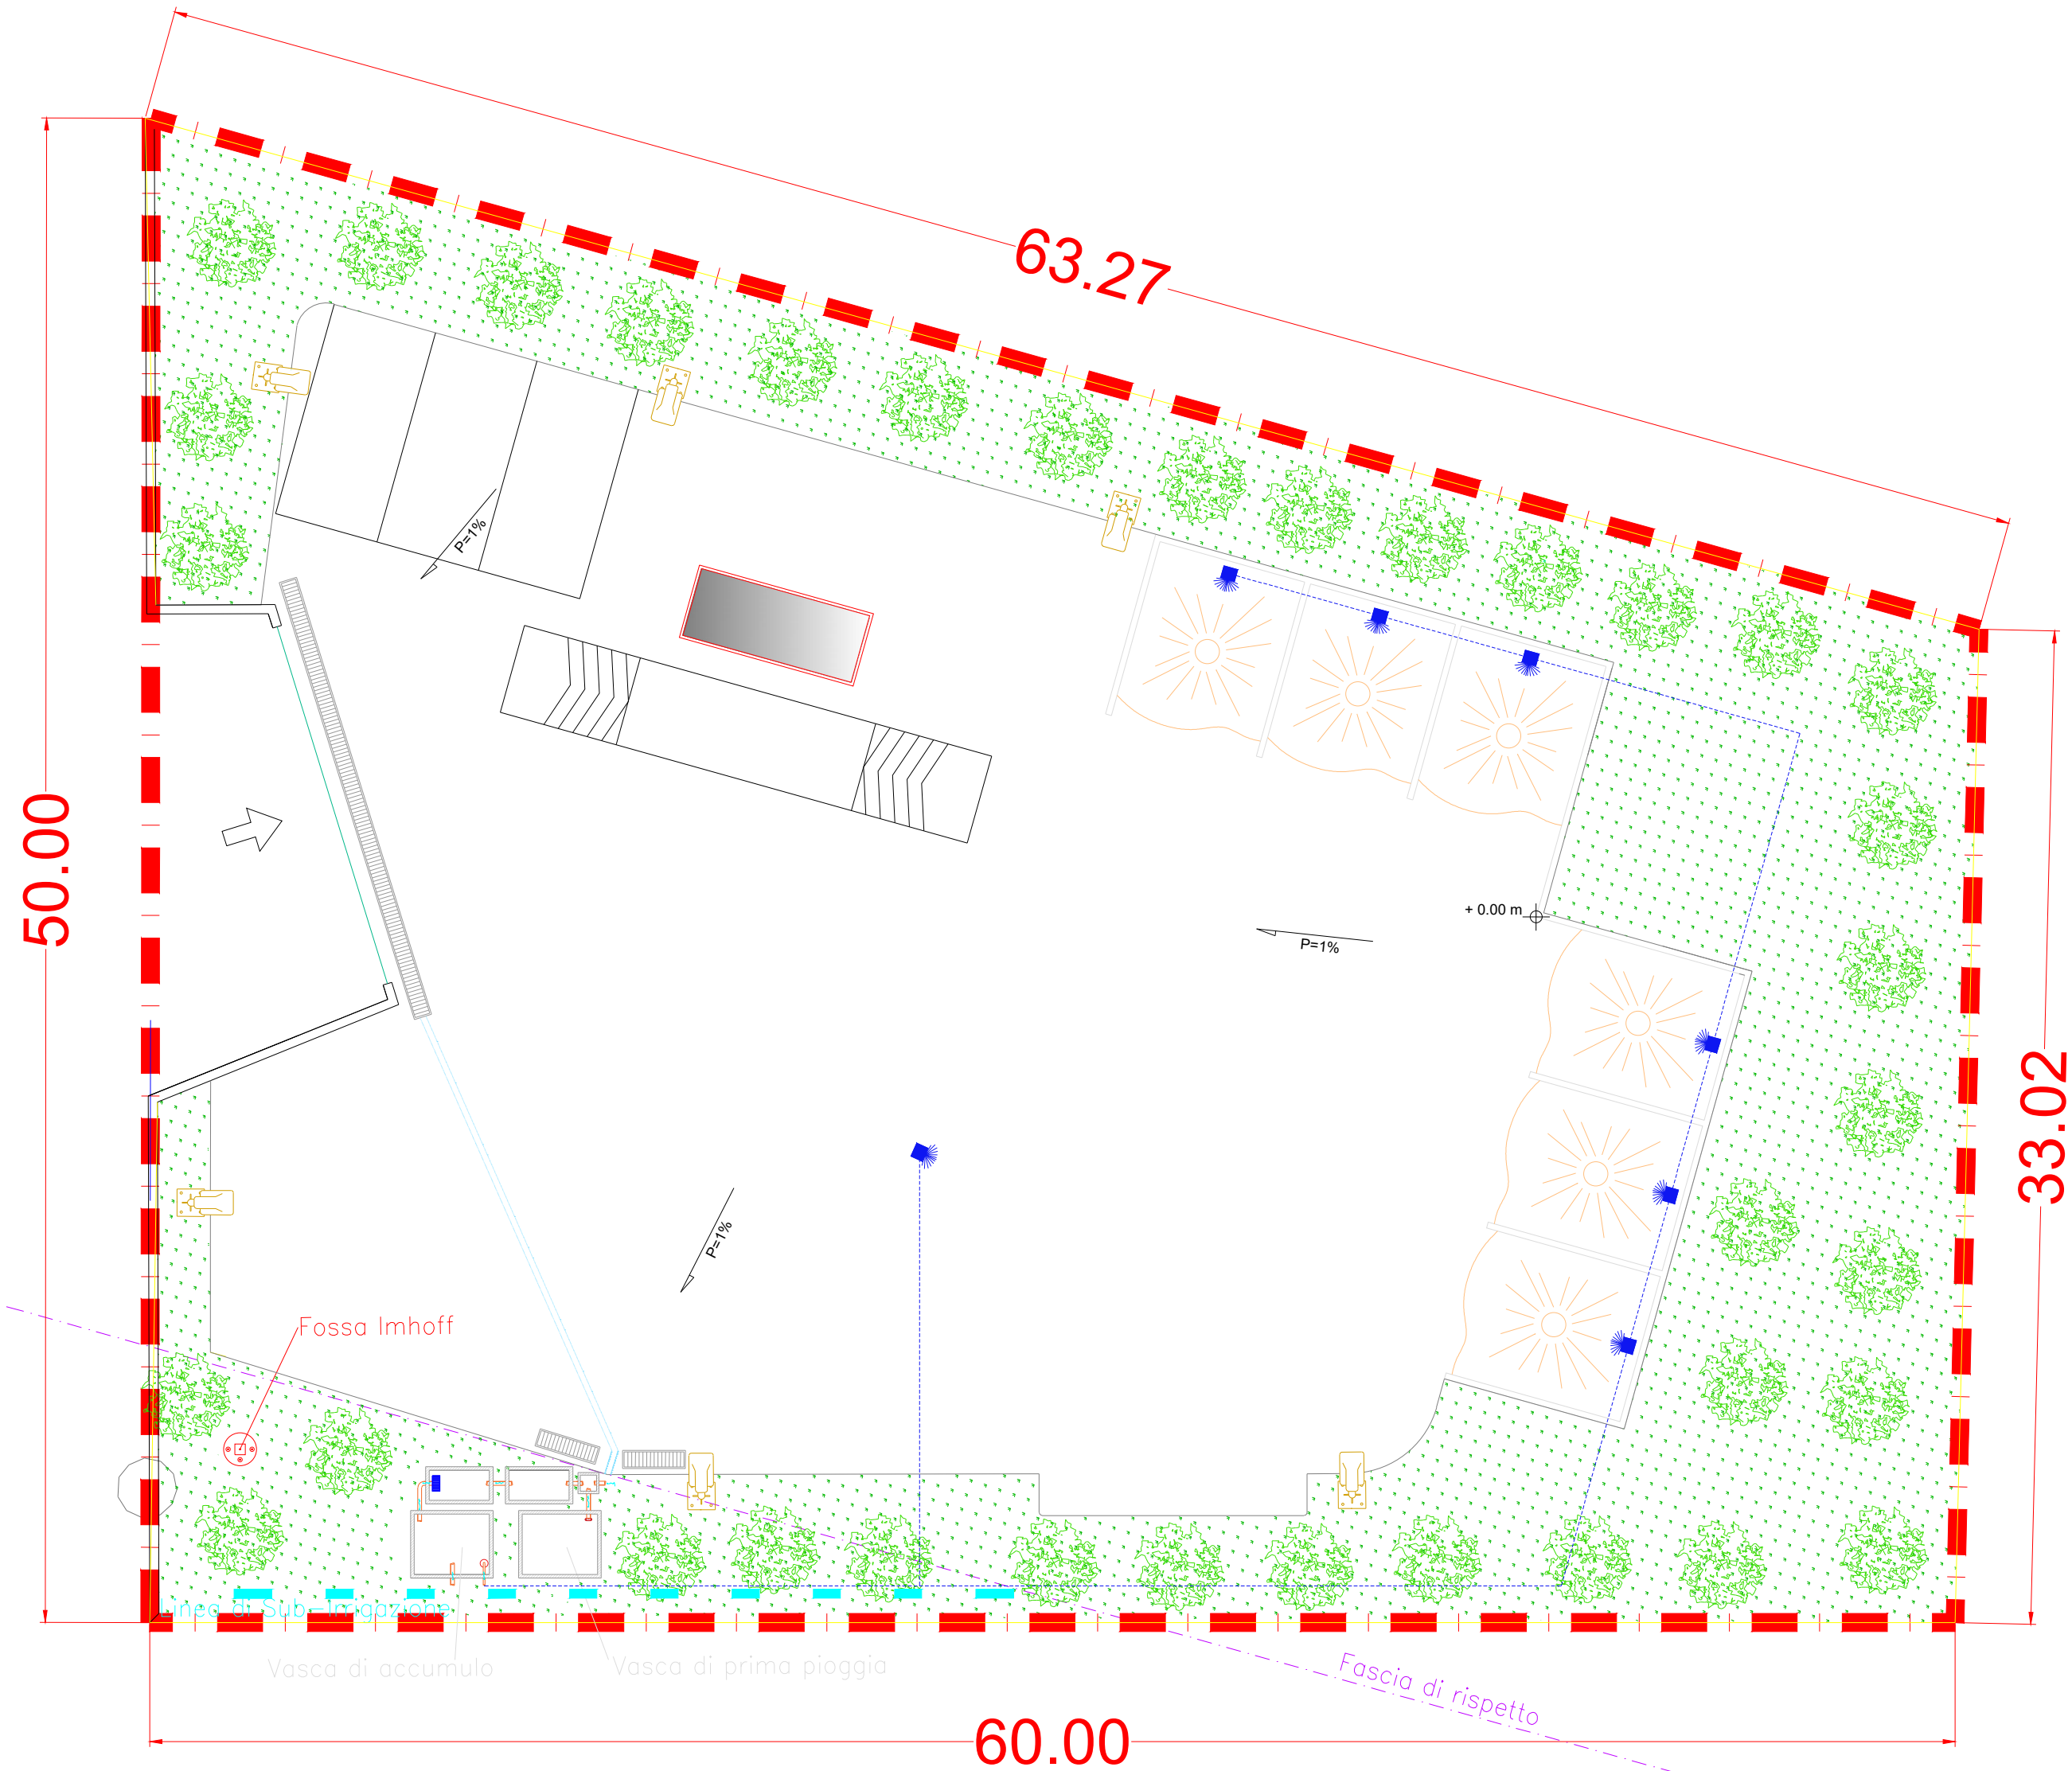 63.27
50.00
P=1%
+ 0.00 m
P=1%
33.02
P=1%
Fossa Imhoff
Linea di Sub-Irrigazione
Vasca di accumulo
Vasca di prima pioggia
Fascia di rispetto
60.00